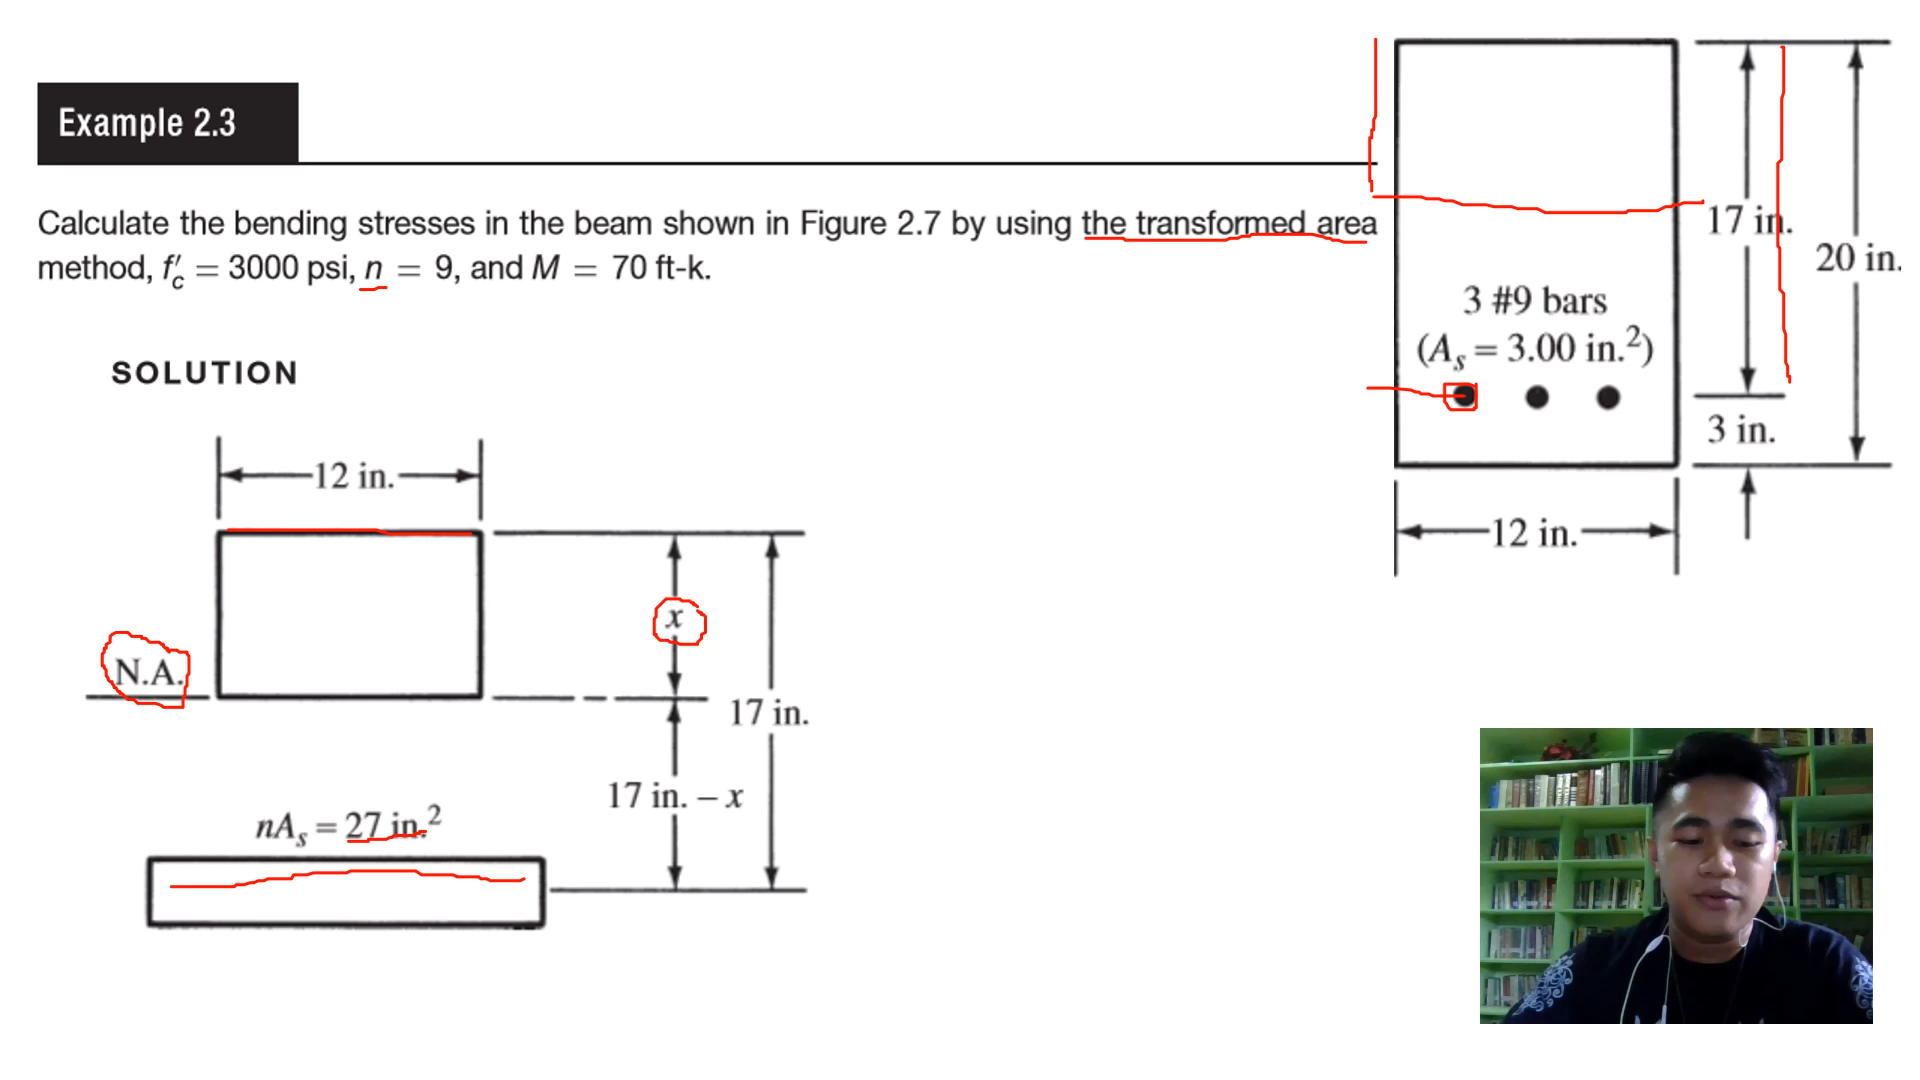 Example 2.3
Calculate the bending stresses in the beam shown in Figure 2.7 by using the transformed area
method, f′c = 3000 psi, n = 9, and M = 70 ft-k.
SOLUTION
12 in.
x
N.A.
17 in.
17 in. – x
nAs = 27 in.²
17 in.
20 in.
3 #9 bars
(As = 3.00 in.²)
3 in.
12 in.